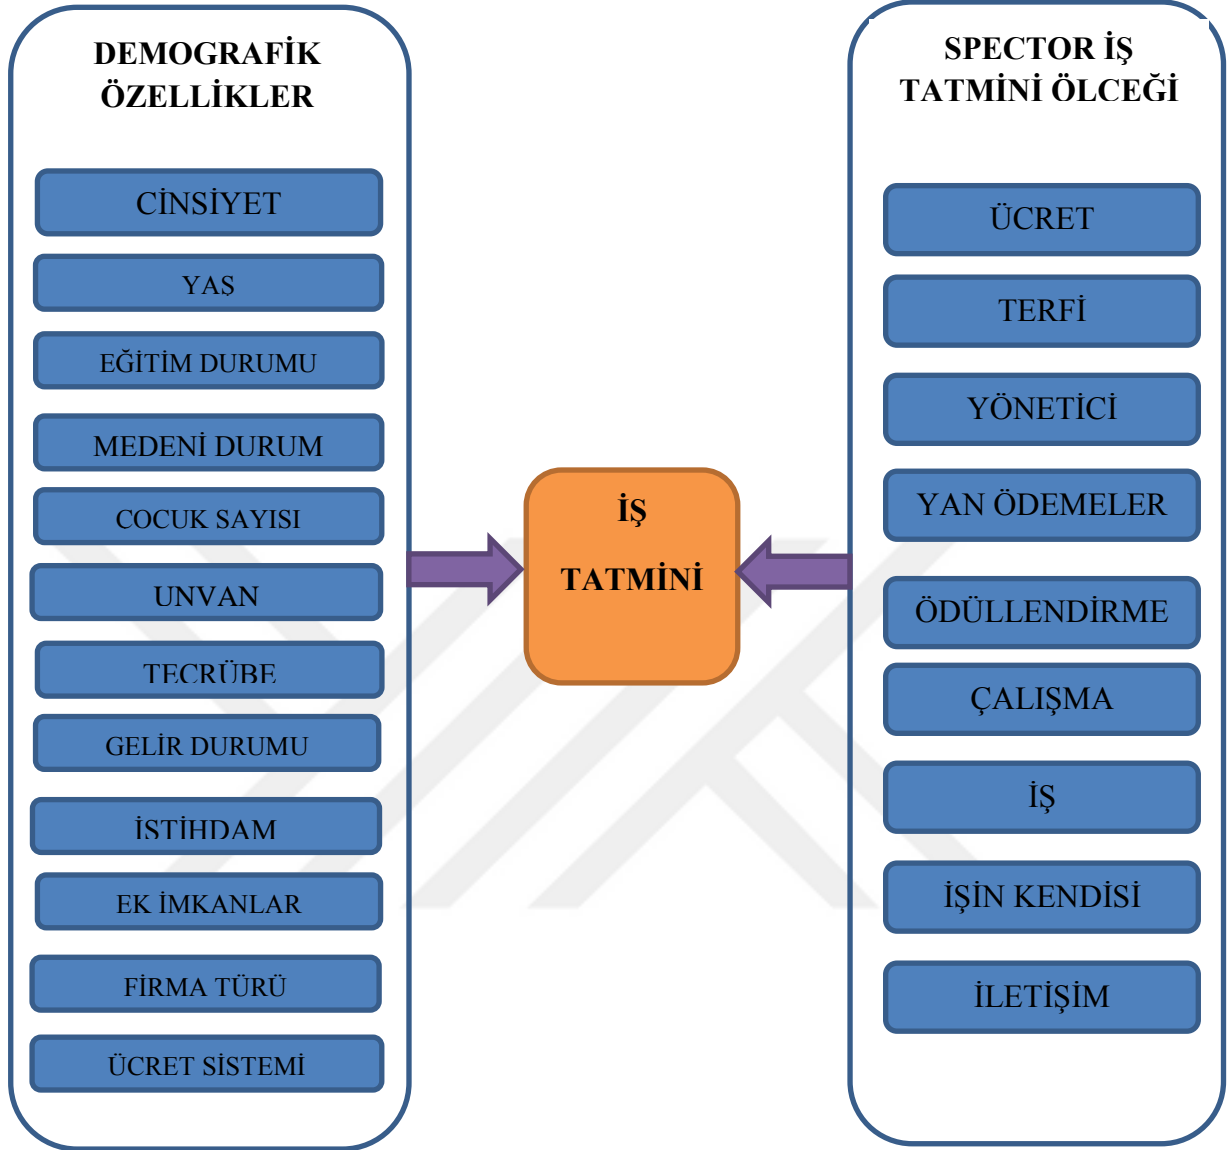 DEMOGRAFİK
ÖZELLİKLER
CİNSİYET
YAŞ
EĞİTİM DURUMU
MEDENİ DURUM
COCUK SAYISI
UNVAN
TECRÜBE
GELİR DURUMU
İSTİHDAM
EK İMKANLAR
FİRMA TÜRÜ
ÜCRET SİSTEMİ
İŞ
TATMİNİ
SPECTOR İŞ
TATMİNİ ÖLCEĞİ
ÜCRET
TERFİ
YÖNETİCİ
YAN ÖDEMELER
ÖDÜLLENDİRME
ÇALIŞMA
İŞ
İŞİN KENDİSİ
İLETİŞİM